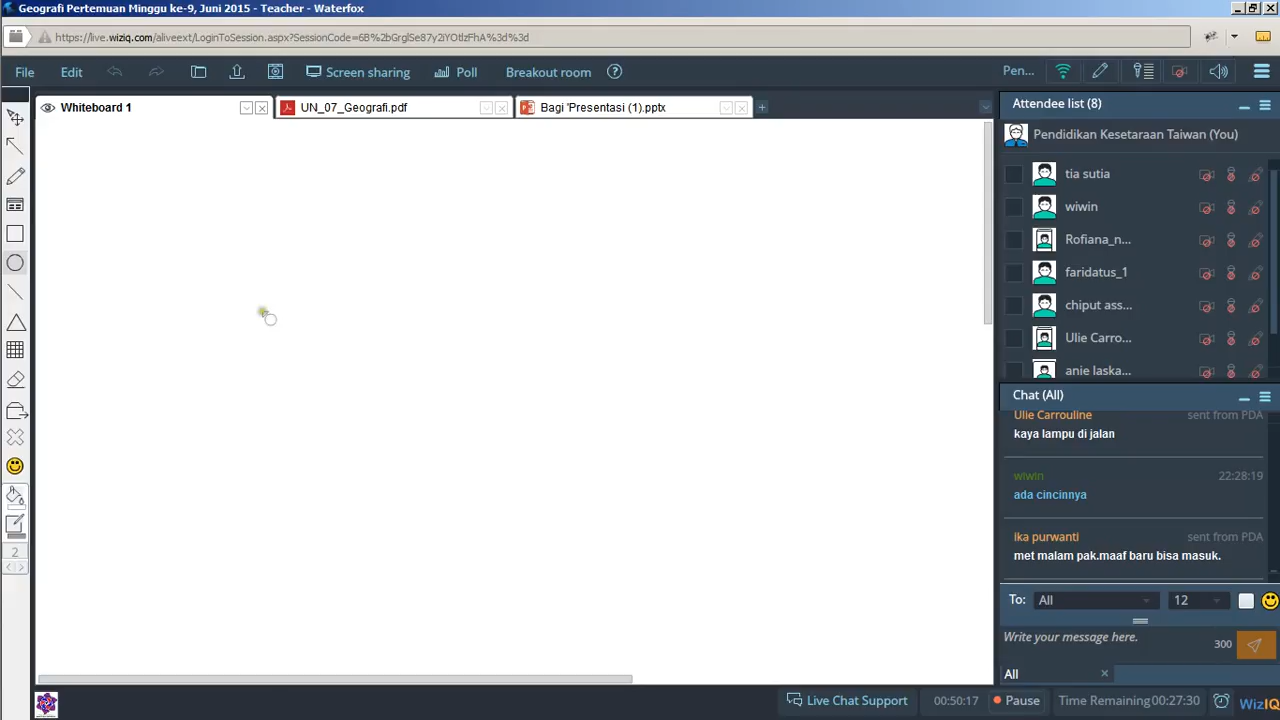 Geografi Pertemuan Minggu ke-9, Juni 2015 - Teacher - Waterfox
https://live.wiziq.com/aliveext/LoginToSession.aspx?SessionCode=6B%2bGrglSe87y2iYOtlzFhA%3d%3d
File Edit Screen sharing Poll Breakout room Pen...
Whiteboard 1 UN_07_Geografi.pdf Bagi 'Presentasi (1).pptx
Attendee list (8)
Pendidikan Kesetaraan Taiwan (You)
tia sutia
wiwin
Rofiana_n...
faridatus_1
chiput ass...
Ulie Carro...
anie laska...
Chat (All)
Ulie Carrouline sent from PDA
kaya lampu di jalan
wiwin 22:28:19
ada cincinnya
ika purwanti sent from PDA
met malam pak.maaf baru bisa masuk.
To: All 12
Write your message here. 300
All
2
Live Chat Support 00:50:17 Pause Time Remaining 00:27:30 WizIQ